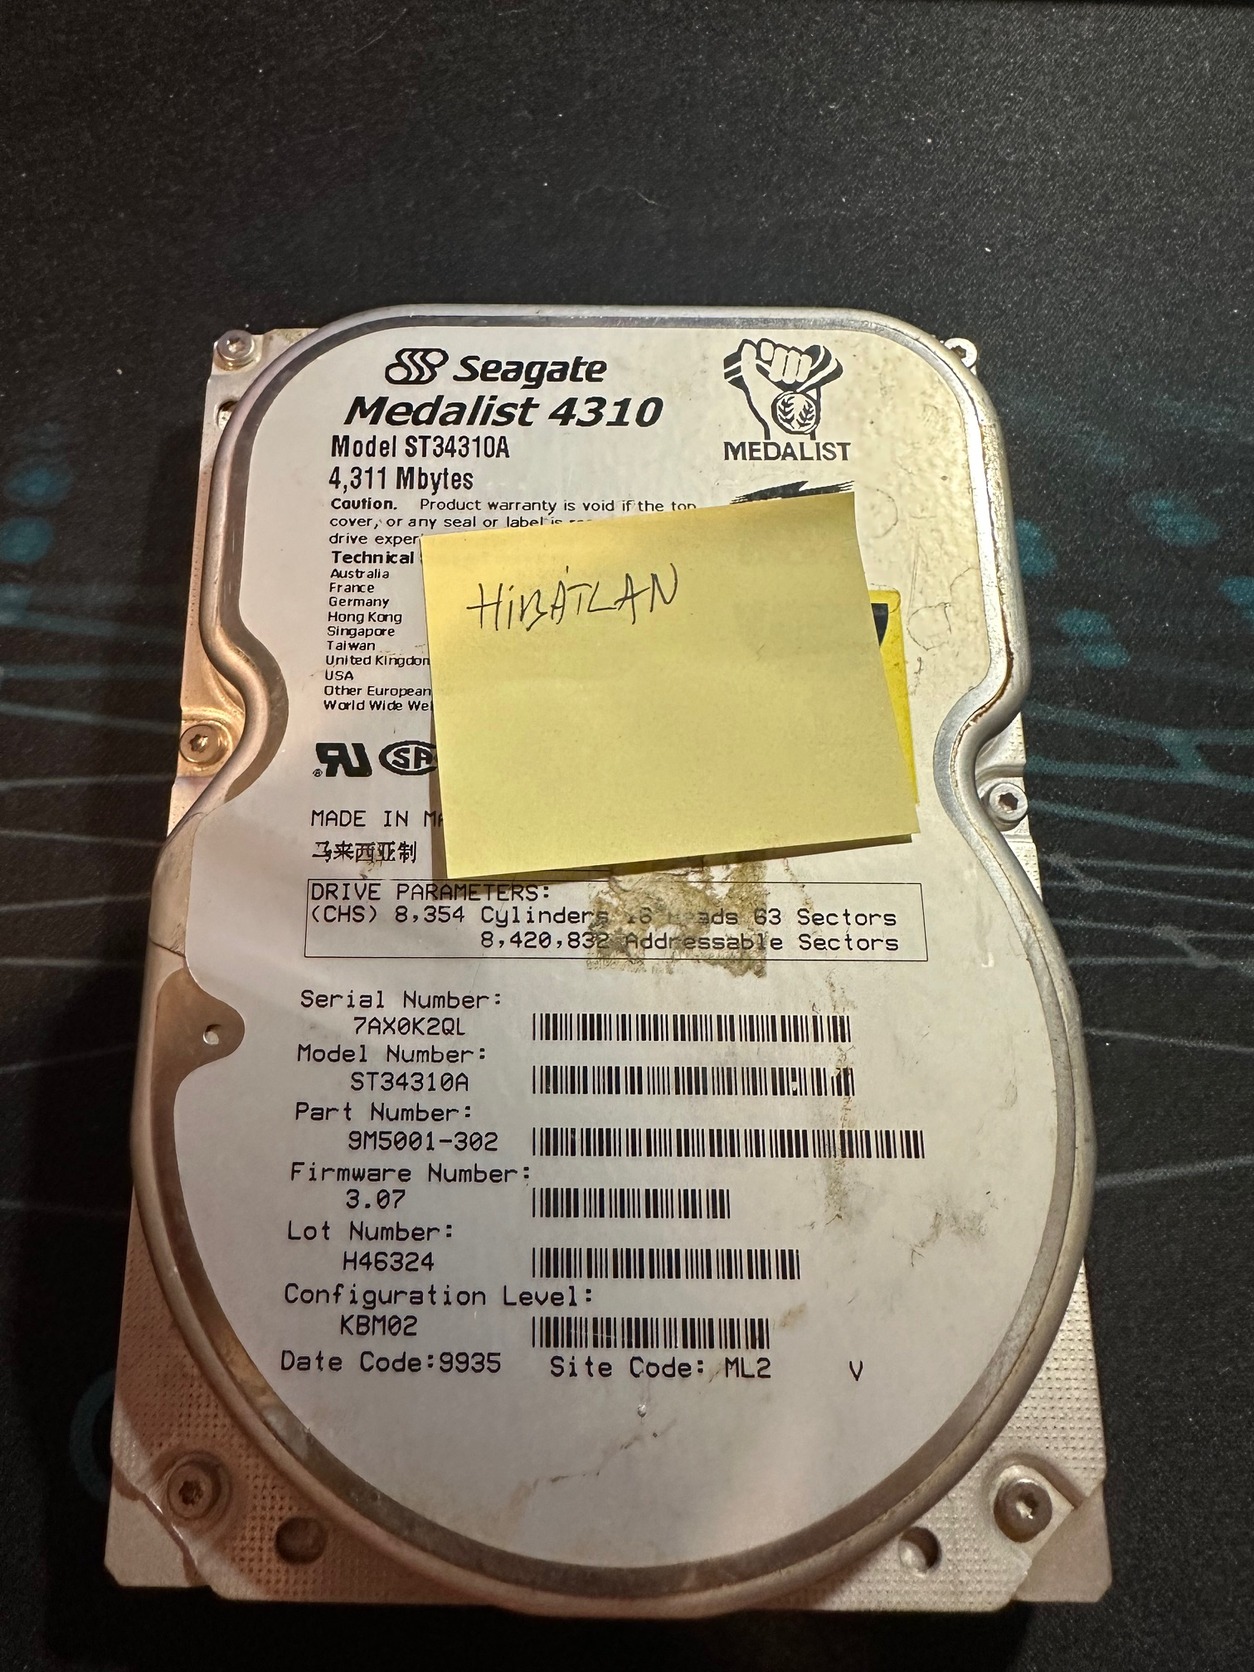 Seagate
Medalist 4310
MEDALIST
Model ST34310A
4,311 Mbytes
Caution. Product warranty is void if the top
cover, or any seal or label is
drive
Technical
Australia
France
Germany
Hong Kong
Singapore
Taiwan
United Kingdom
USA
Other European
World Wide
HIBÁTLAN
MADE IN
马来西亚制
DRIVE PARAMETERS:
(CHS) 8,354 Cylinders 16 Heads 63 Sectors
8,420,832 Addressable Sectors
Serial Number:
7AX0K2QL
Model Number:
ST34310A
Part Number:
9M5001-302
Firmware Number:
3.07
Lot Number:
H46324
Configuration Level:
KBM02
Date Code:9935 Site Code: ML2 V